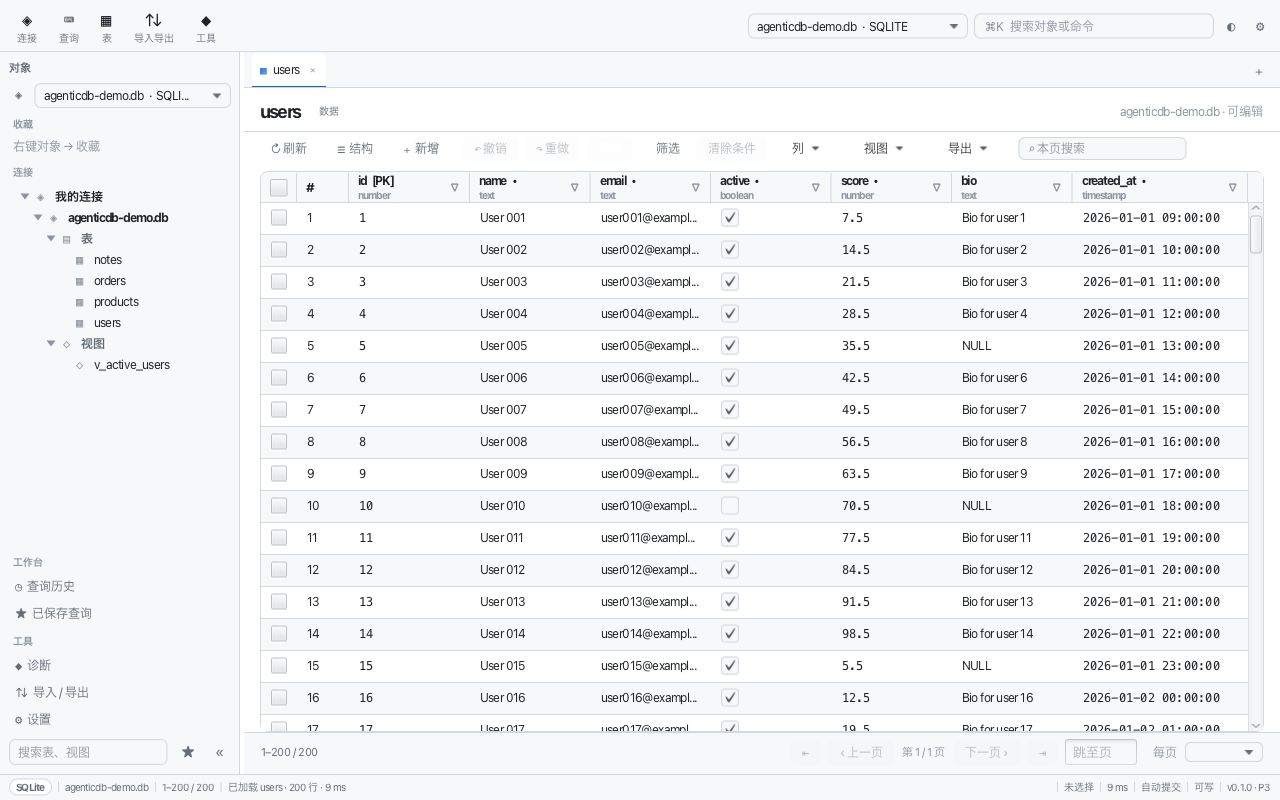 连接 查询 表 导入导出 工具 agenticdb-demo.db · SQLITE ⌘K 搜索对象或命令
对象
agenticdb-demo.db · SQLI...
收藏
右键对象 → 收藏
连接
我的连接
agenticdb-demo.db
表
notes
orders
products
users
视图
v_active_users
工作台
查询历史
已保存查询
工具
诊断
导入 / 导出
设置
搜索表、视图 «
users ×
+
users 数据 agenticdb-demo.db · 可编辑
刷新 结构 + 新增 撤销 重做 筛选 清除条件 列 视图 导出 本页搜索
# id [PK] name • email • active • score • bio created_at •
number text text boolean number text timestamp
1 1 User 001 user001@exampl... 7.5 Bio for user 1 2026-01-01 09:00:00
2 2 User 002 user002@exampl... 14.5 Bio for user 2 2026-01-01 10:00:00
3 3 User 003 user003@exampl... 21.5 Bio for user 3 2026-01-01 11:00:00
4 4 User 004 user004@exampl... 28.5 Bio for user 4 2026-01-01 12:00:00
5 5 User 005 user005@exampl... 35.5 NULL 2026-01-01 13:00:00
6 6 User 006 user006@exampl... 42.5 Bio for user 6 2026-01-01 14:00:00
7 7 User 007 user007@exampl... 49.5 Bio for user 7 2026-01-01 15:00:00
8 8 User 008 user008@exampl... 56.5 Bio for user 8 2026-01-01 16:00:00
9 9 User 009 user009@exampl... 63.5 Bio for user 9 2026-01-01 17:00:00
10 10 User 010 user010@exampl... 70.5 NULL 2026-01-01 18:00:00
11 11 User 011 user011@exampl... 77.5 Bio for user 11 2026-01-01 19:00:00
12 12 User 012 user012@exampl... 84.5 Bio for user 12 2026-01-01 20:00:00
13 13 User 013 user013@exampl... 91.5 Bio for user 13 2026-01-01 21:00:00
14 14 User 014 user014@exampl... 98.5 Bio for user 14 2026-01-01 22:00:00
15 15 User 015 user015@exampl... 5.5 NULL 2026-01-01 23:00:00
16 16 User 016 user016@exampl... 12.5 Bio for user 16 2026-01-02 00:00:00
17 17 User 017 user017@exampl... 19.5 Bio for user 17 2026-01-02 01:00:00
1–200 / 200 ‹ 上一页 第 1 / 1 页 下一页 › 跳至页 每页
SQLite agenticdb-demo.db 1–200 / 200 已加载 users · 200 行 · 9 ms 未选择 9 ms 自动提交 可写 v0.1.0 · P3